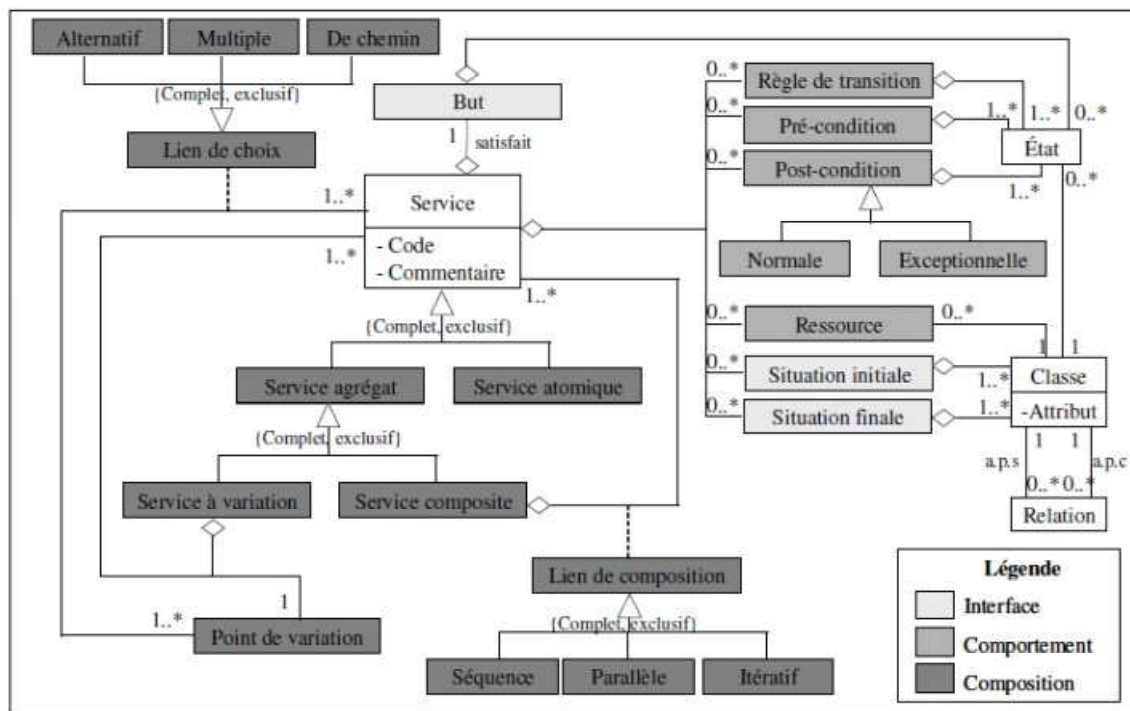 Alternatif
Multiple
De chemin
{Complet, exclusif}
Lien de choix
But
1
satisfait
1..*
Service
- Code
- Commentaire
1..*
1..*
{Complet, exclusif}
Service agrégat
Service atomique
{Complet, exclusif}
Service à variation
Service composite
1
1..*
Point de variation
Lien de composition
{Complet, exclusif}
Séquence
Parallèle
Itératif
0..*
Règle de transition
0..*
Pré-condition
0..*
Post-condition
1..*
1..*
0..*
État
1..*
0..*
Normale
Exceptionnelle
0..*
Ressource
0..*
0..*
Situation initiale
0..*
Situation finale
1
1
1..*
Classe
1..*
-Attribut
1
1
a.p.s
a.p.c
0..*
0..*
Relation
Légende
Interface
Comportement
Composition